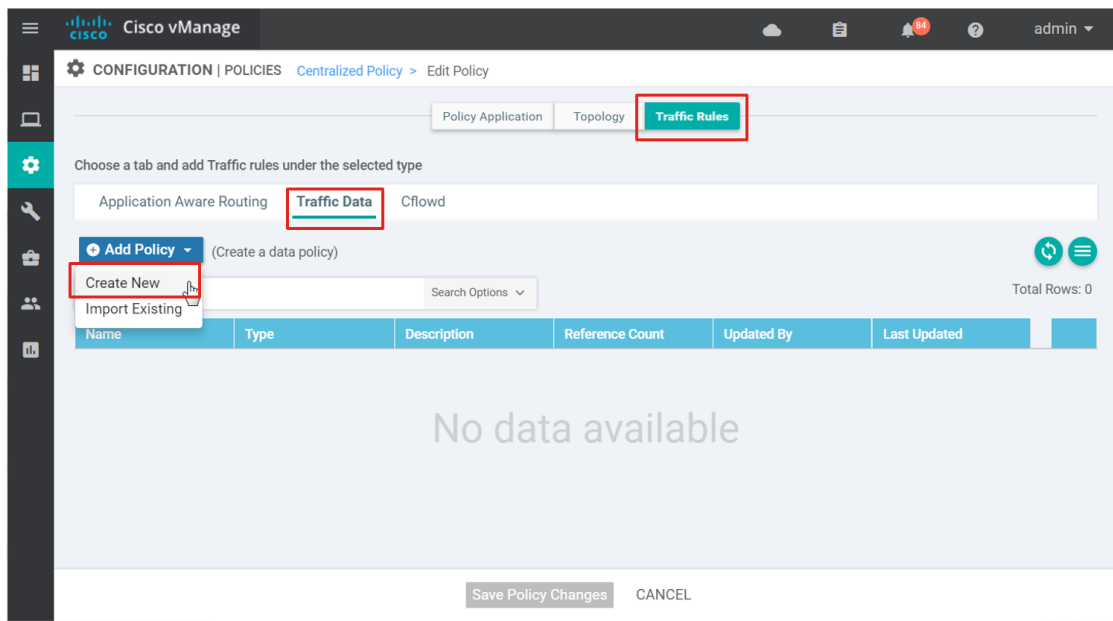 cisco Cisco vManage 84 ? admin
CONFIGURATION | POLICIES Centralized Policy > Edit Policy
Policy Application Topology Traffic Rules
Choose a tab and add Traffic rules under the selected type
Application Aware Routing Traffic Data Cflowd
Add Policy (Create a data policy)
Create New
Search Options
Total Rows: 0
Import Existing
Name Type Description Reference Count Updated By Last Updated
No data available
Save Policy Changes CANCEL